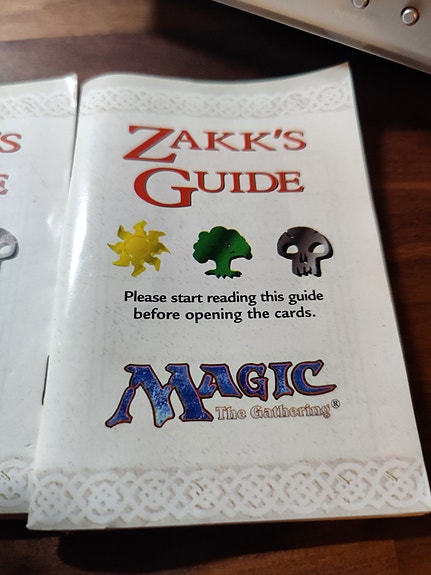 ZAKK'S
GUIDE
Please start reading this guide
before opening the cards.
MAGIC
The Gathering®